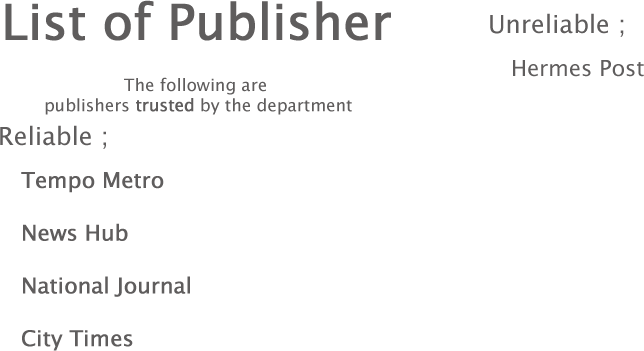 List of Publisher
The following are
publishers trusted by the department
Reliable ;
Tempo Metro
News Hub
National Journal
City Times
Unreliable ;
Hermes Post